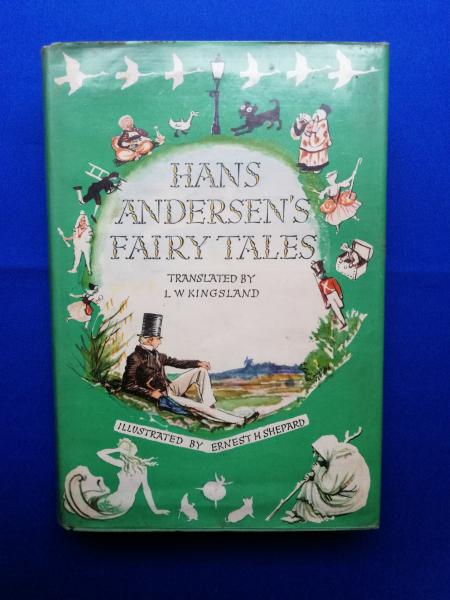 HANS
ANDERSEN'S
FAIRY TALES
TRANSLATED BY
L W KINGSLAND
ILLUSTRATED BY ERNEST H SHEPARD